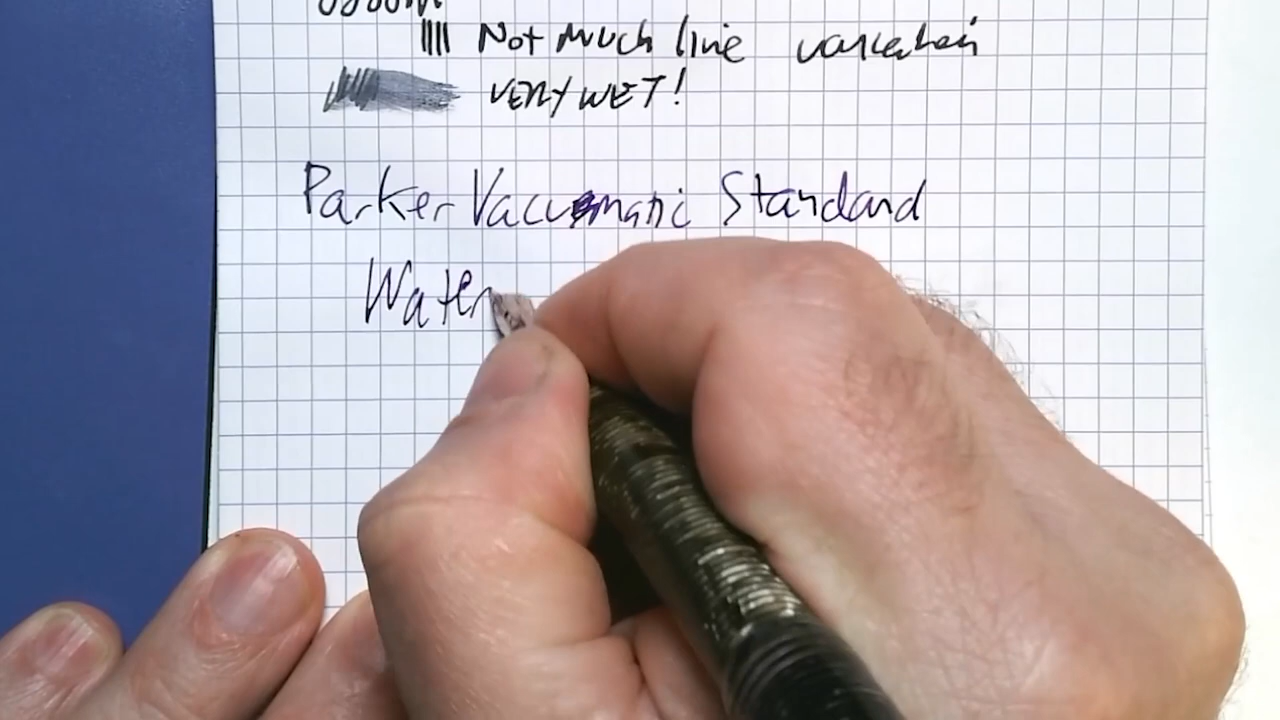 Not much line variation
VERY WET!
Parker Vacumatic Standard
Water